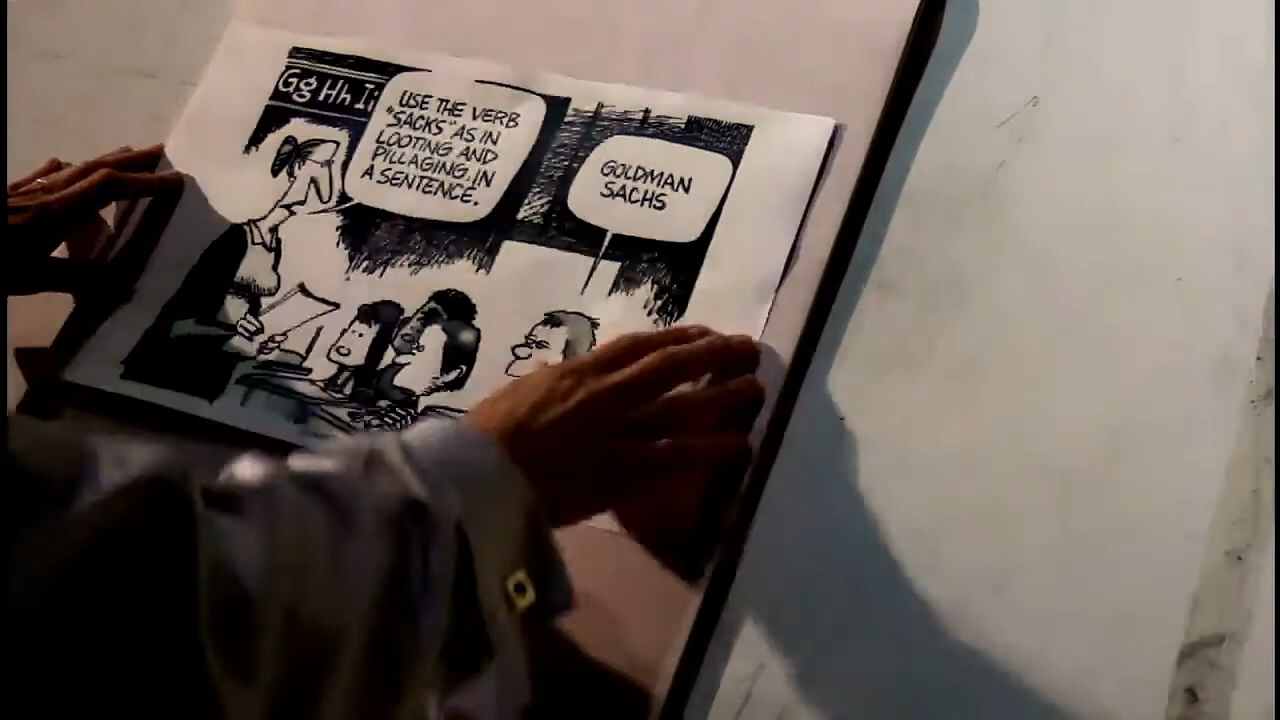 Gg Hh Ii
USE THE VERB
"SACKS" AS IN
LOOTING AND
PILLAGING, IN
A SENTENCE.
GOLDMAN
SACHS